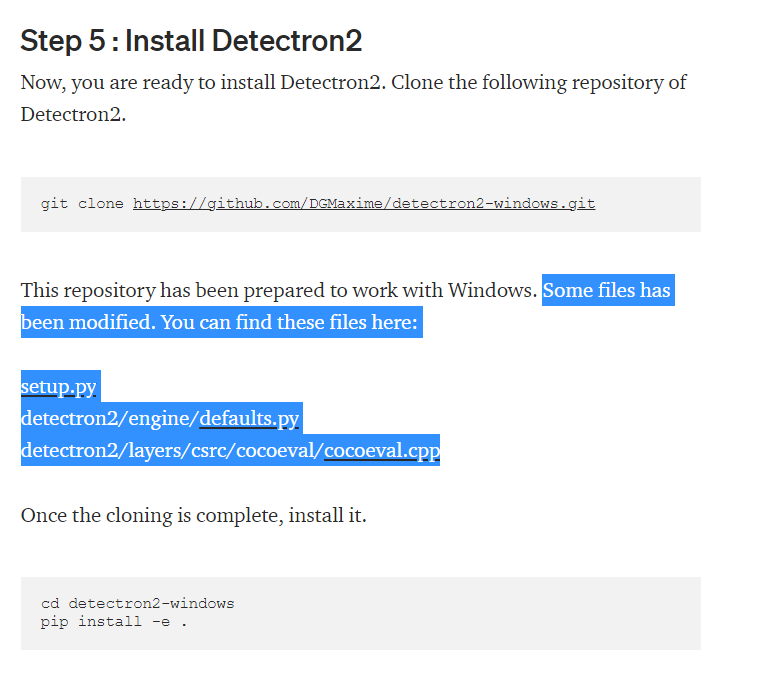 Step 5 : Install Detectron2
Now, you are ready to install Detectron2. Clone the following repository of
Detectron2.
git clone https://github.com/DGMaxime/detectron2-windows.git
This repository has been prepared to work with Windows. Some files has
been modified. You can find these files here:
setup.py
detectron2/engine/defaults.py
detectron2/layers/csrc/cocoeval/cocoeval.cpp
Once the cloning is complete, install it.
cd detectron2-windows
pip install -e .